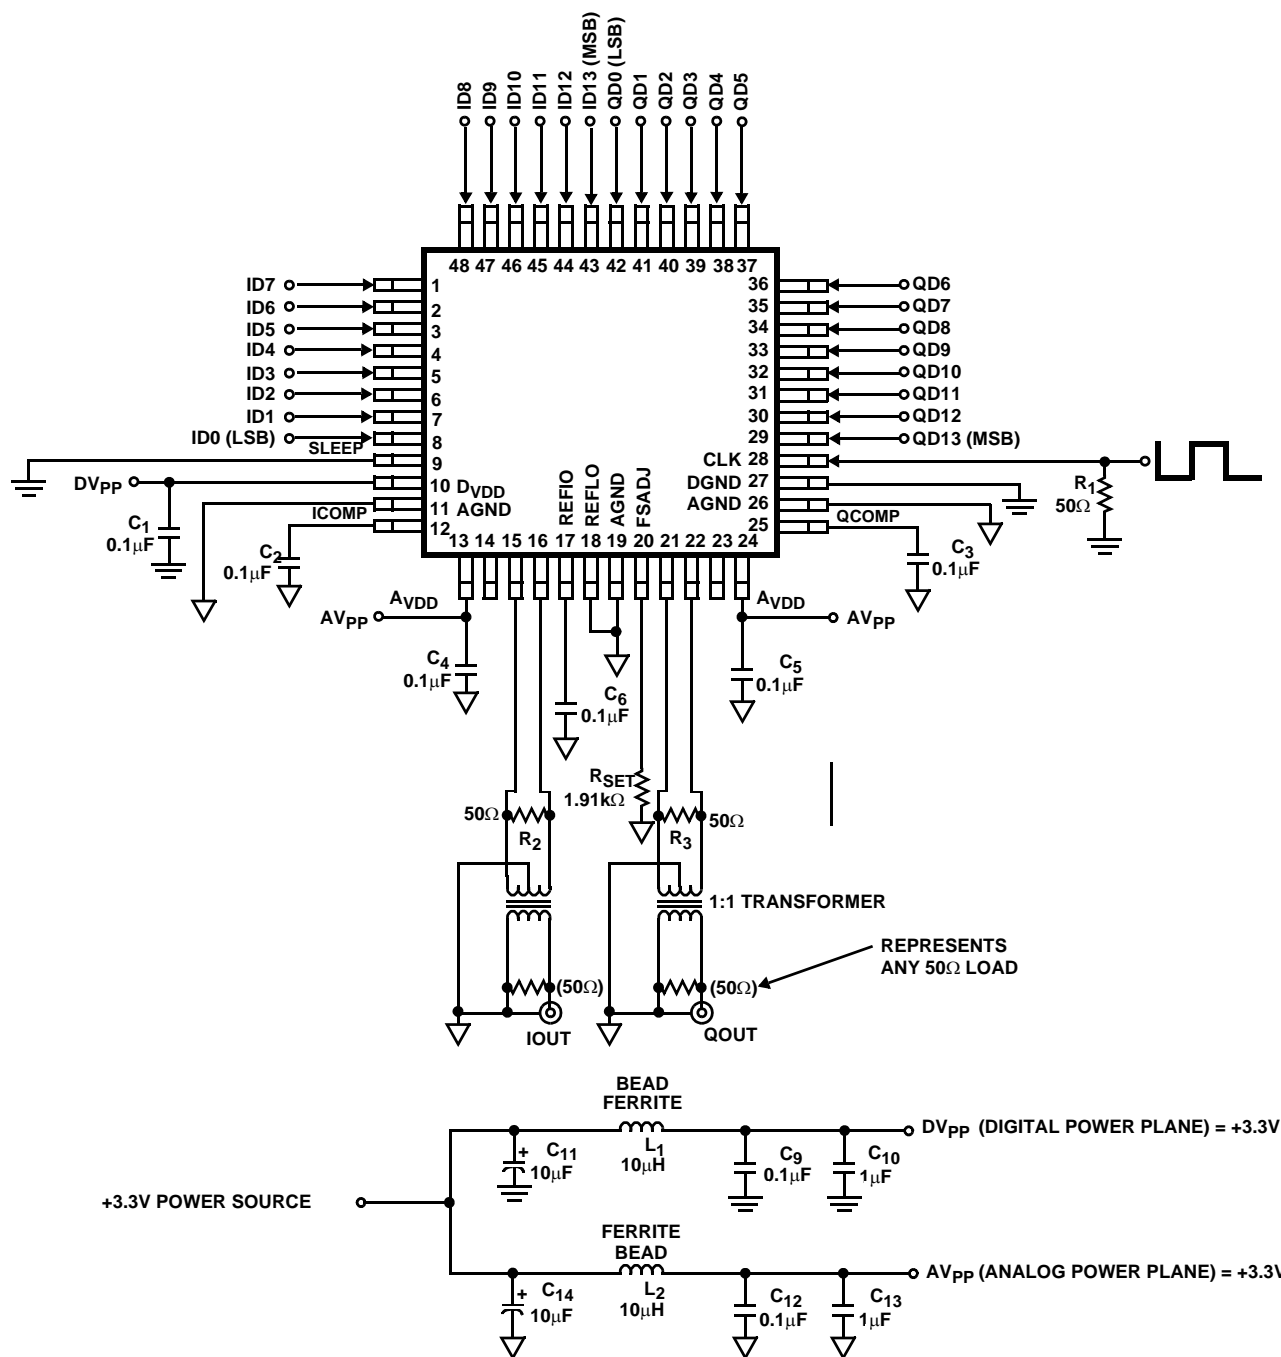 ID8
ID9
ID10
ID11
ID12
ID13 (MSB)
QD0 (LSB)
QD1
QD2
QD3
QD4
QD5
48 47 46 45 44 43 42 41 40 39 38 37
ID7 1
ID6 2
ID5 3
ID4 4
ID3 5
ID2 6
ID1 7
ID0 (LSB) 8
SLEEP 9
DVPP 10 DVDD
11 AGND
ICOMP 12
36 QD6
35 QD7
34 QD8
33 QD9
32 QD10
31 QD11
30 QD12
29 QD13 (MSB)
CLK 28
DGND 27
AGND 26
25 QCOMP
R1
50Ω
REFIO
REFLO
AGND
FSADJ
13 14 15 16 17 18 19 20 21 22 23 24
C1
0.1µF
C2
0.1µF
C3
0.1µF
AVPP AVDD
AVDD AVPP
C4
0.1µF
C5
0.1µF
C6
0.1µF
RSET
1.91kΩ
50Ω
R2
R3
50Ω
1:1 TRANSFORMER
REPRESENTS
ANY 50Ω LOAD
(50Ω)
(50Ω)
IOUT
QOUT
BEAD
FERRITE
C11
10µF
L1
10µH
C9
0.1µF
C10
1µF
DVPP (DIGITAL POWER PLANE) = +3.3V
+3.3V POWER SOURCE
FERRITE
BEAD
C14
10µF
L2
10µH
C12
0.1µF
C13
1µF
AVPP (ANALOG POWER PLANE) = +3.3V